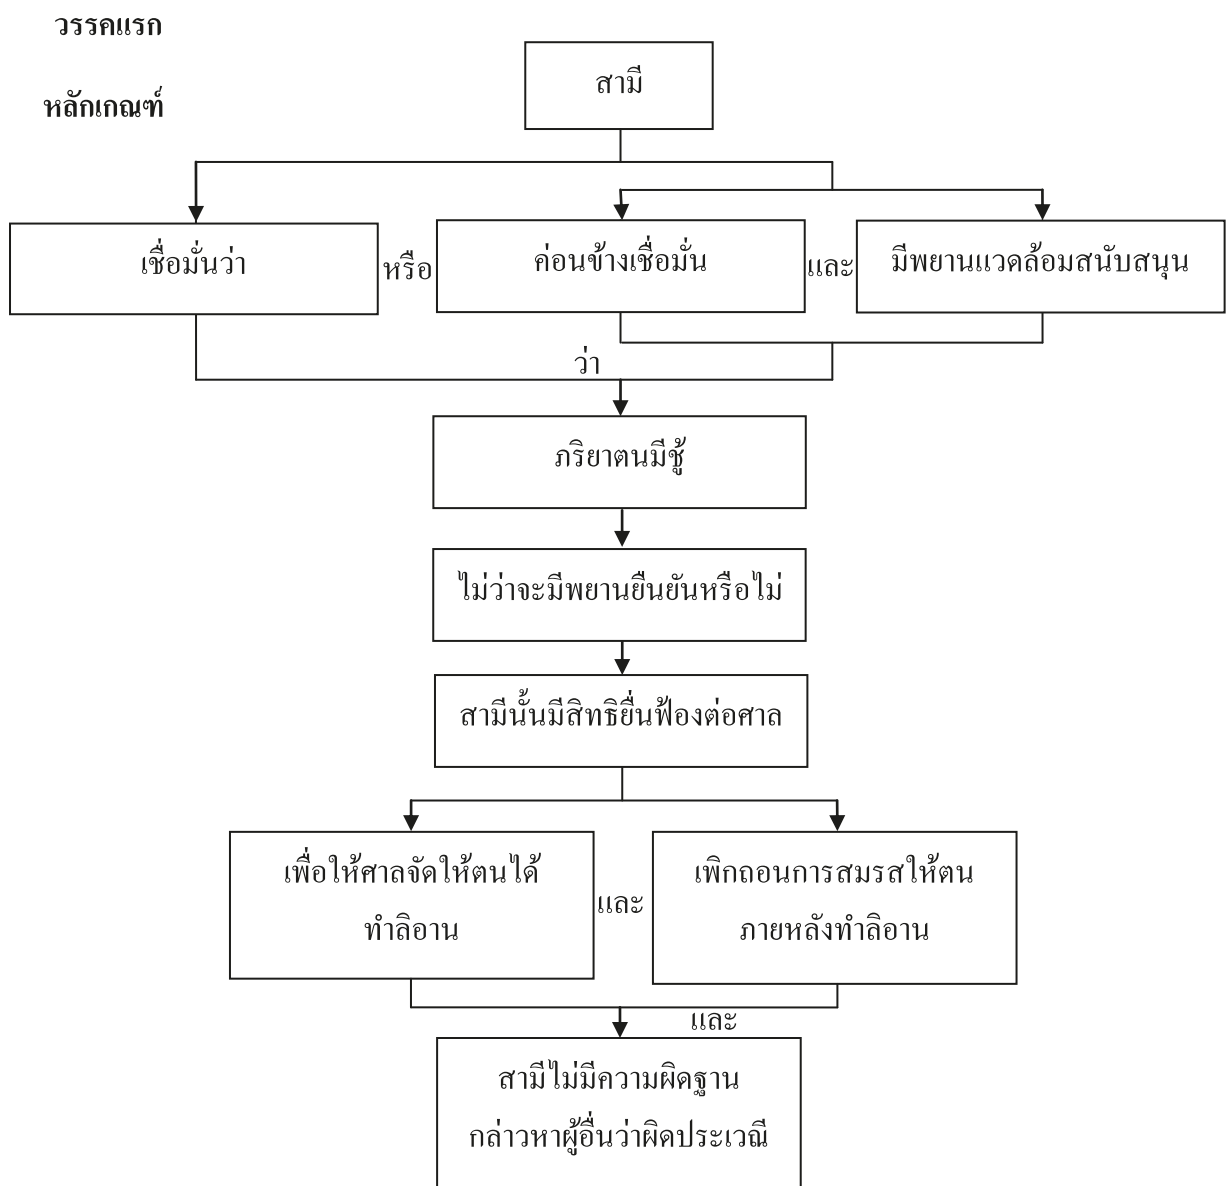 วรรคแรก
หลักเกณฑ์
สามี
เชื่อมั่นว่า
หรือ
ค่อนข้างเชื่อมั่น
และ
มีพยานแวดล้อมสนับสนุน
ว่า
ภริยาตนมีชู้
ไม่ว่าจะมีพยานยืนยันหรือไม่
สามีนั้นมีสิทธิยื่นฟ้องต่อศาล
เพื่อให้ศาลจัดให้ตนได้
ทำลิอาน
และ
เพิกถอนการสมรสให้ตน
ภายหลังทำลิอาน
และ
สามีไม่มีความผิดฐาน
กล่าวหาผู้อื่นว่าผิดประเวณี